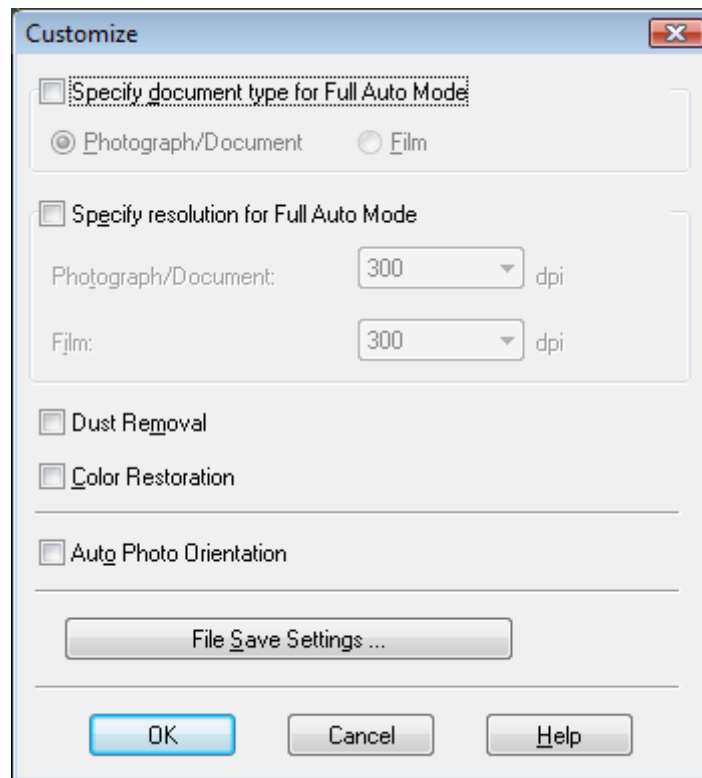 Customize
Specify document type for Full Auto Mode
Photograph/Document Film
Specify resolution for Full Auto Mode
Photograph/Document: 300 dpi
Film: 300 dpi
Dust Removal
Color Restoration
Auto Photo Orientation
File Save Settings ...
OK Cancel Help